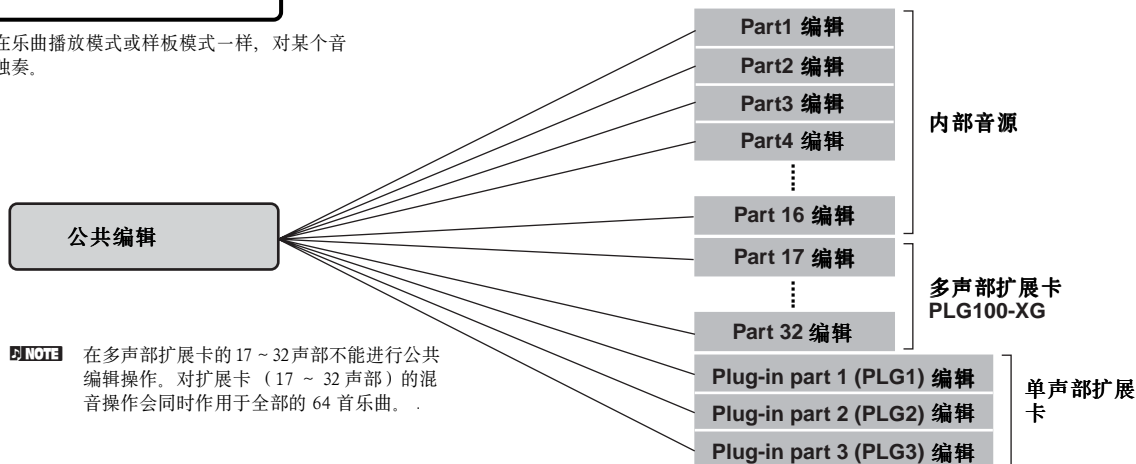 在乐曲播放模式或样板模式一样，对某个音
独奏。
公共编辑
NOTE 在多声部扩展卡的 17 ~ 32 声部不能进行公共
编辑操作。对扩展卡 （17 ~ 32 声部）的混
音操作会同时作用于全部的 64 首乐曲。 .
Part1 编辑
Part2 编辑
Part3 编辑
Part4 编辑
Part 16 编辑
内部音源
Part 17 编辑
Part 32 编辑
多声部扩展卡
PLG100-XG
Plug-in part 1 (PLG1) 编辑
Plug-in part 2 (PLG2) 编辑
Plug-in part 3 (PLG3) 编辑
单声部扩展
卡